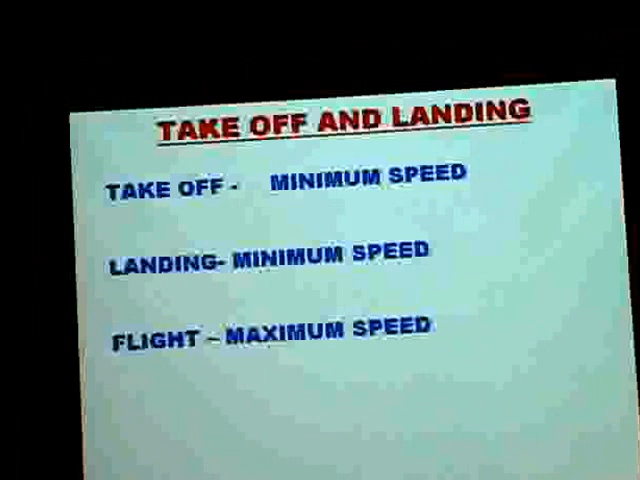 TAKE OFF AND LANDING
TAKE OFF - MINIMUM SPEED
LANDING- MINIMUM SPEED
FLIGHT – MAXIMUM SPEED